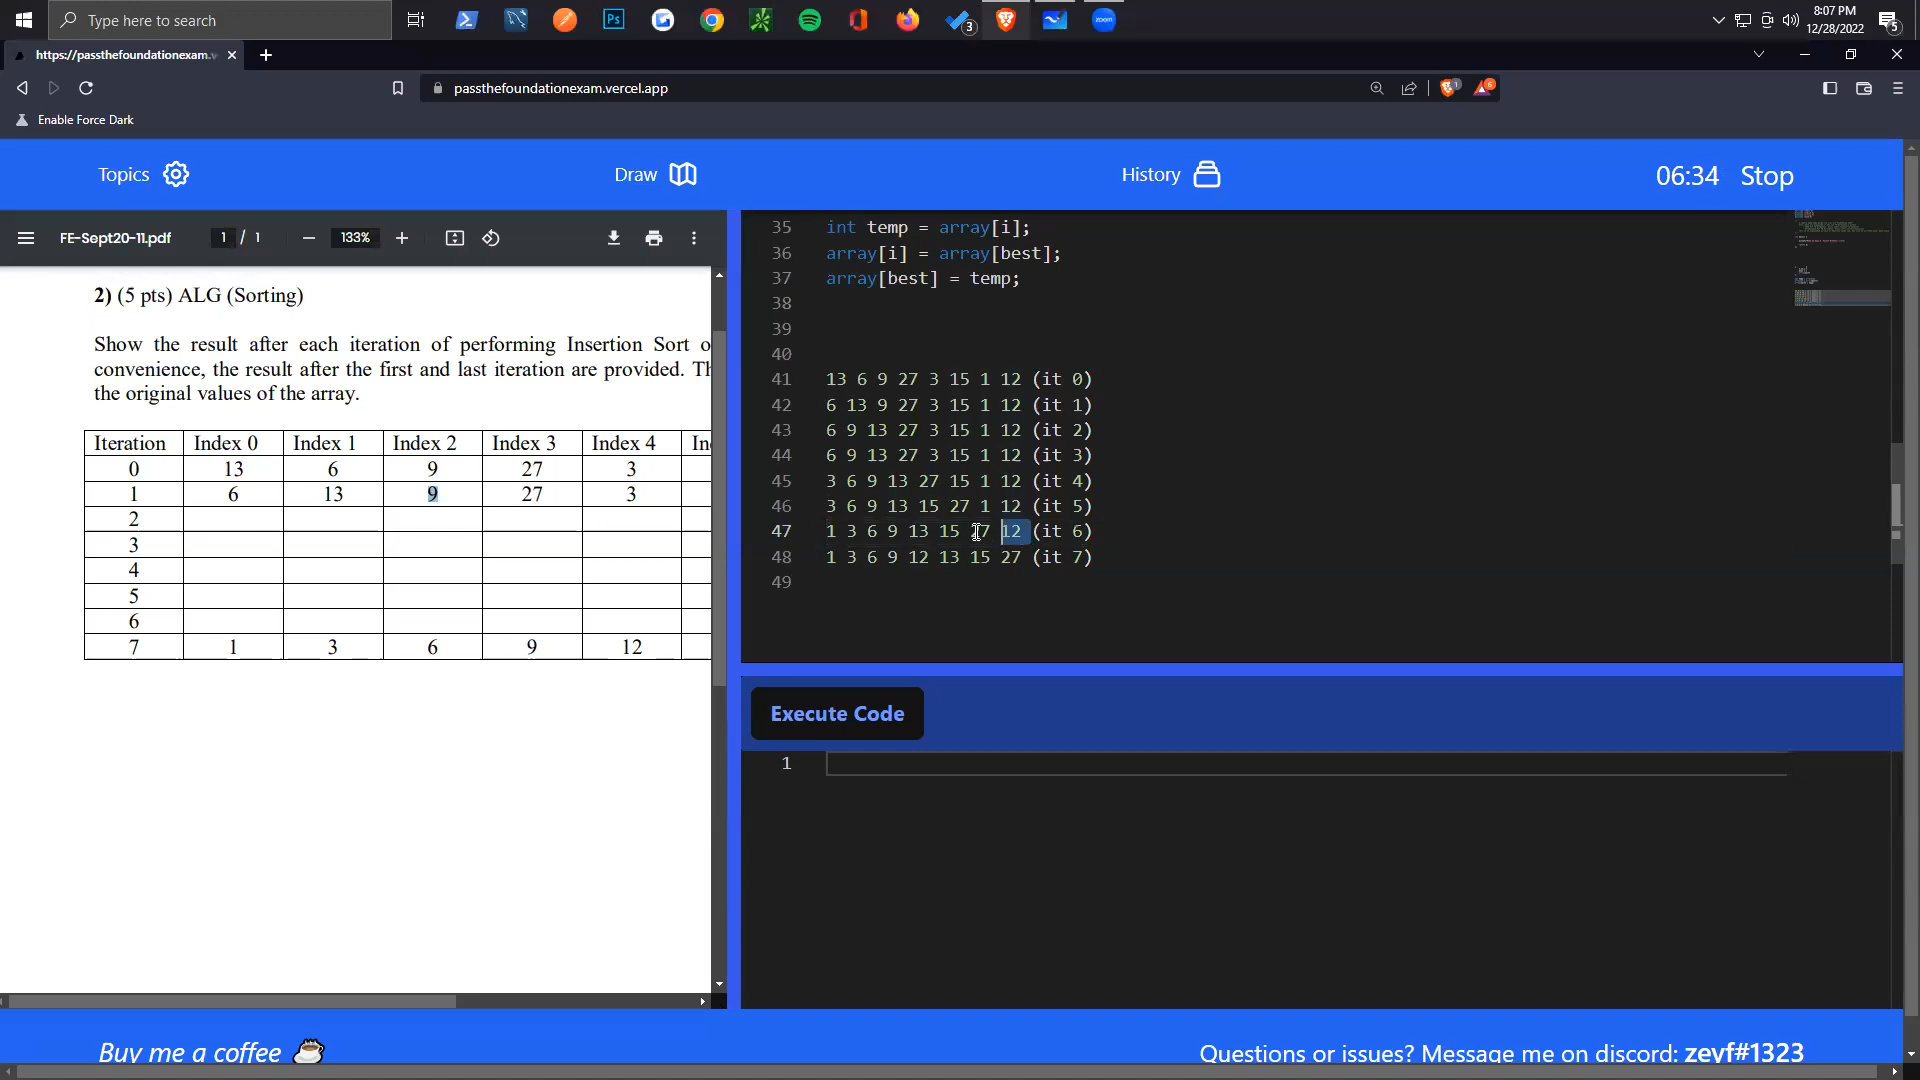 Type here to search
Ps
3
zoom
8:07 PM
12/28/2022
5
https://passthefoundationexam.v
passthefoundationexam.vercel.app
1
6
Enable Force Dark
Topics
Draw
History
06:34 Stop
FE-Sept20-11.pdf
1 / 1
133%
2) (5 pts) ALG (Sorting)
Show the result after each iteration of performing Insertion Sort o
convenience, the result after the first and last iteration are provided. Th
the original values of the array.
Iteration Index 0 Index 1 Index 2 Index 3 Index 4 In
0 13 6 9 27 3
1 6 13 9 27 3
2
3
4
5
6
7 1 3 6 9 12
35 int temp = array[i];
36 array[i] = array[best];
37 array[best] = temp;
38
39
40
41 13 6 9 27 3 15 1 12 (it 0)
42 6 13 9 27 3 15 1 12 (it 1)
43 6 9 13 27 3 15 1 12 (it 2)
44 6 9 13 27 3 15 1 12 (it 3)
45 3 6 9 13 27 15 1 12 (it 4)
46 3 6 9 13 15 27 1 12 (it 5)
47 1 3 6 9 13 15 27 12 (it 6)
48 1 3 6 9 12 13 15 27 (it 7)
49
Execute Code
1
Buy me a coffee
Questions or issues? Message me on discord: zeyf#1323